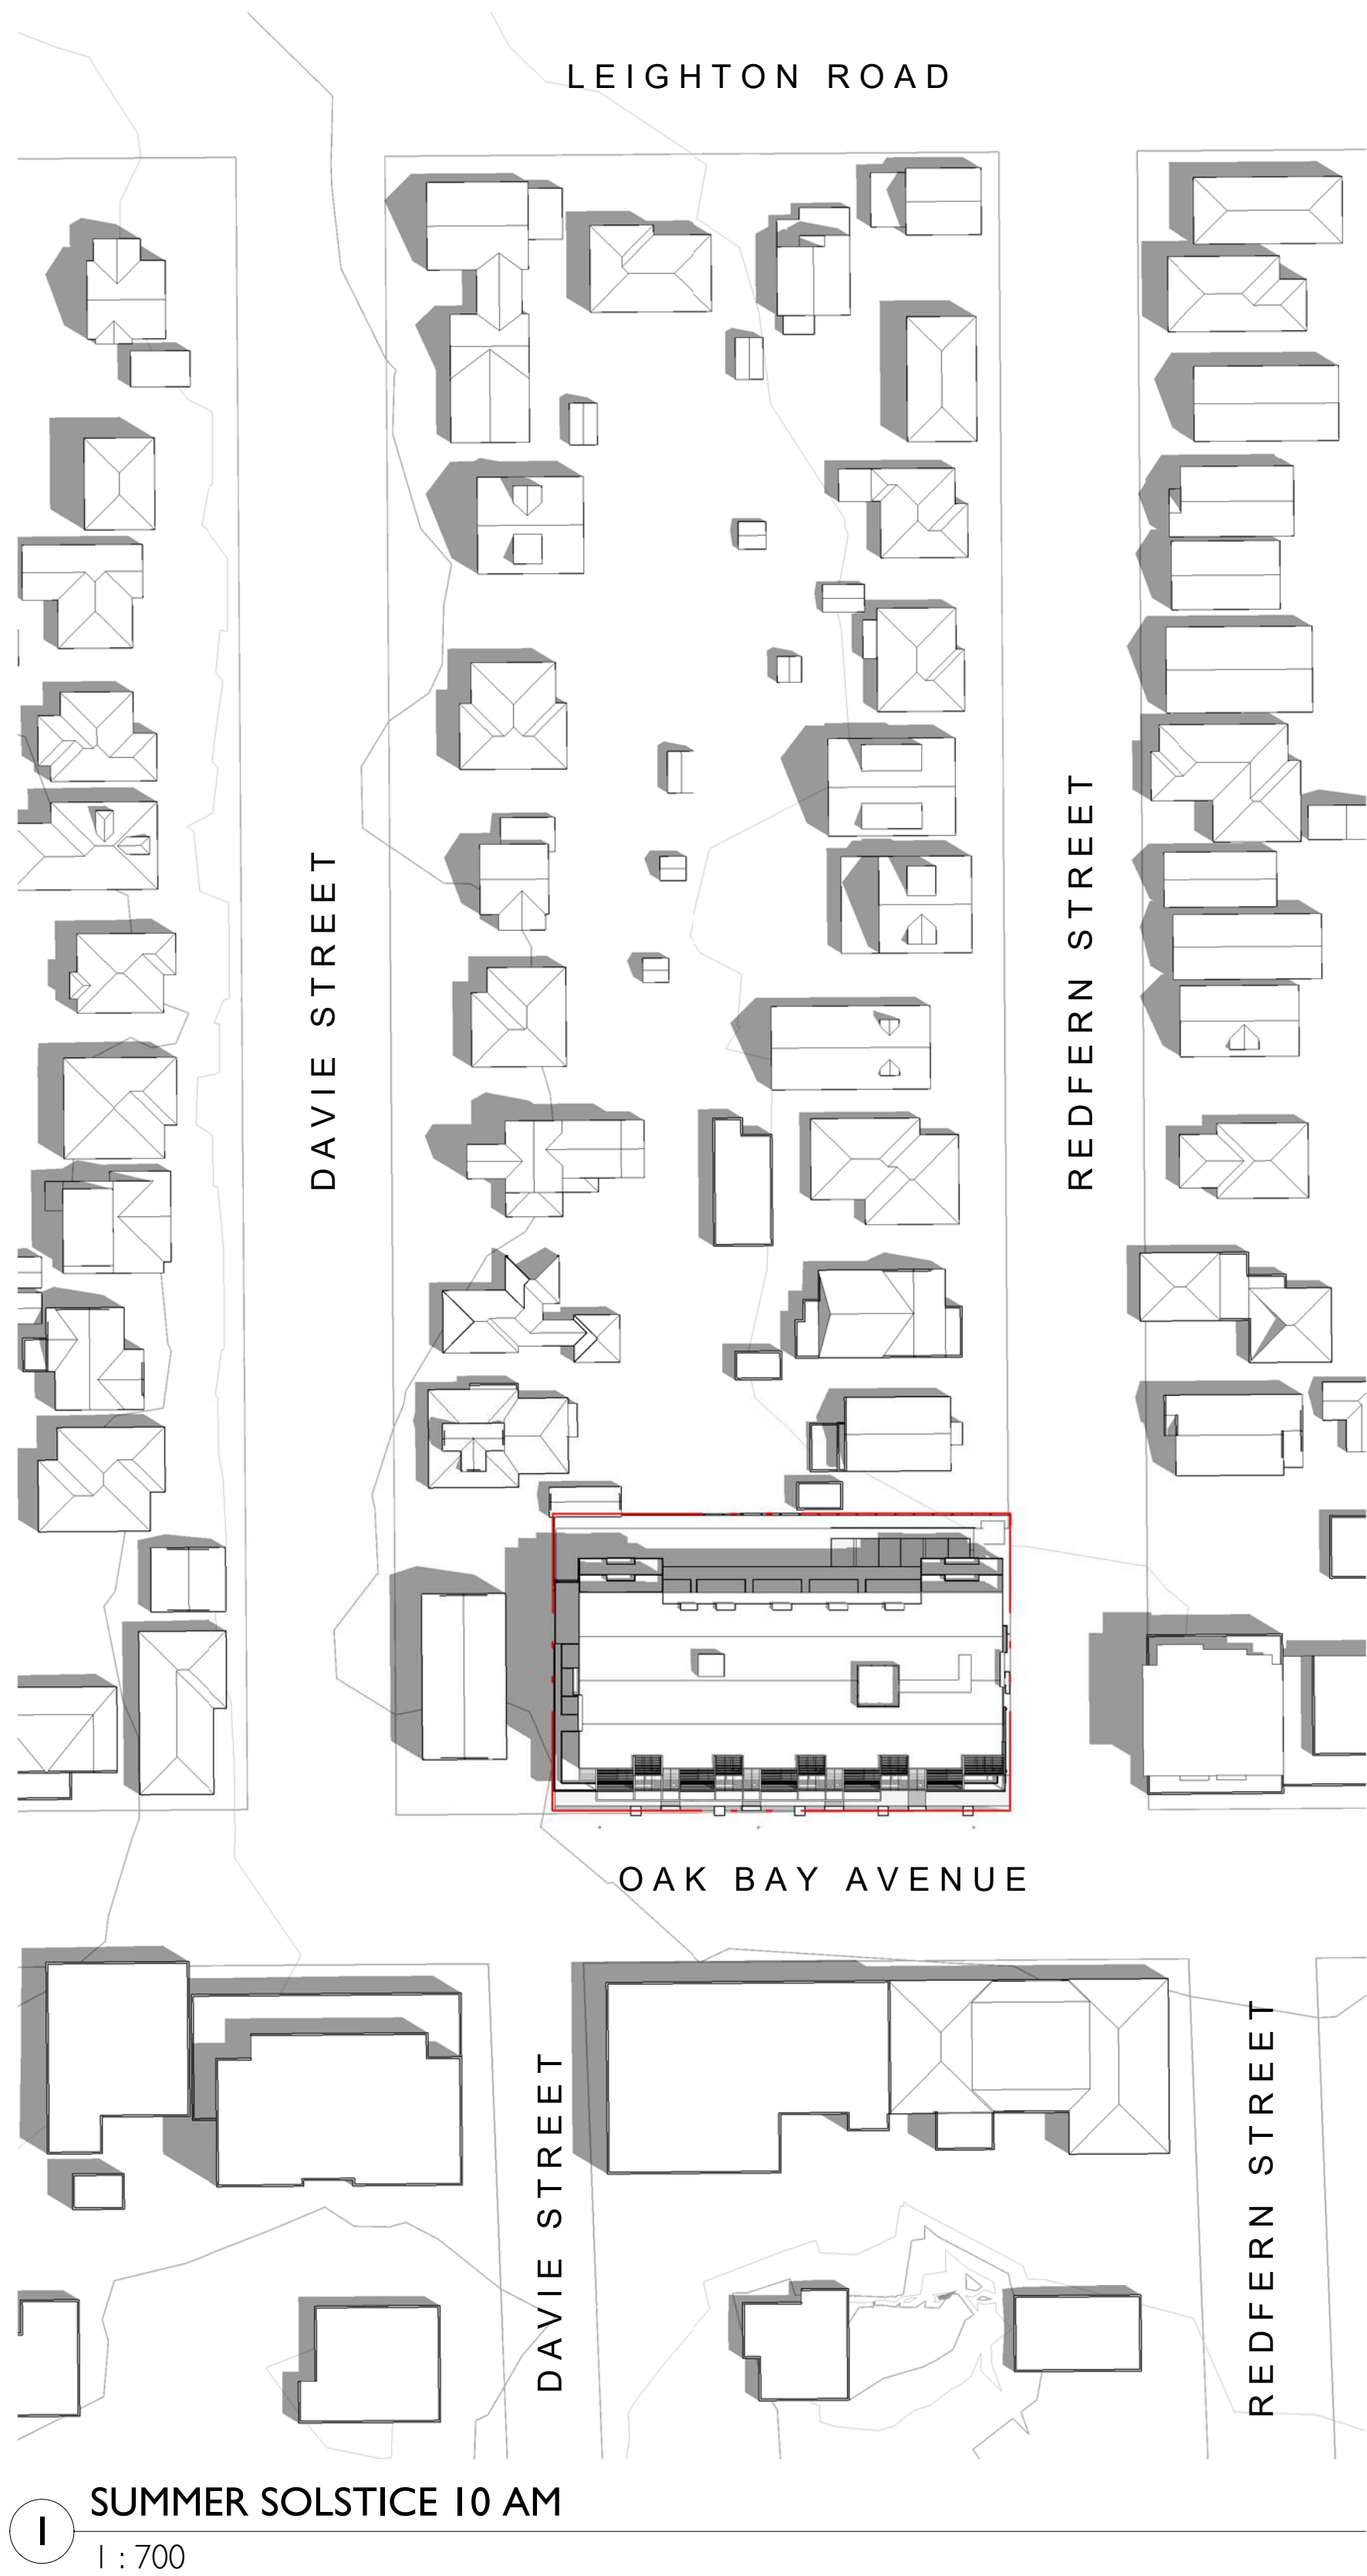 LEIGHTON ROAD
DAVIE STREET
REDFERN STREET
OAK BAY AVENUE
DAVIE STREET
REDFERN STREET
1
SUMMER SOLSTICE 10 AM
1 : 700